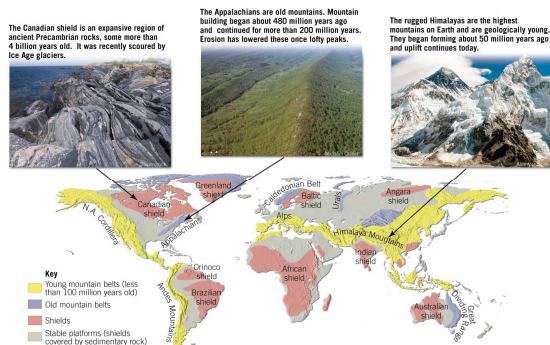 The Canadian shield is an expansive region of
ancient Precambrian rocks, some more than
4 billion years old. It was recently scoured by
Ice Age glaciers.
The Appalachians are old mountains. Mountain
building began about 480 million years ago
and continued for more than 200 million years.
Erosion has lowered these once lofty peaks.
The rugged Himalayas are the highest
mountains on Earth and are geologically young.
They began forming about 50 million years ago
and uplift continues today.
Greenland
shield
Canadian
shield
N.A. Cordillera
Appalachians
Caledonian Belt
Baltic
shield
Urals
Angara
shield
Alps
Himalaya Mountains
Indian
shield
Orinoco
shield
Brazilian
shield
Andes Mountains
African
shield
Australian
shield
Great
Dividing Range
Key
Young mountain belts (less
than 100 million years old)
Old mountain belts
Shields
Stable platforms (shields
covered by sedimentary rock)